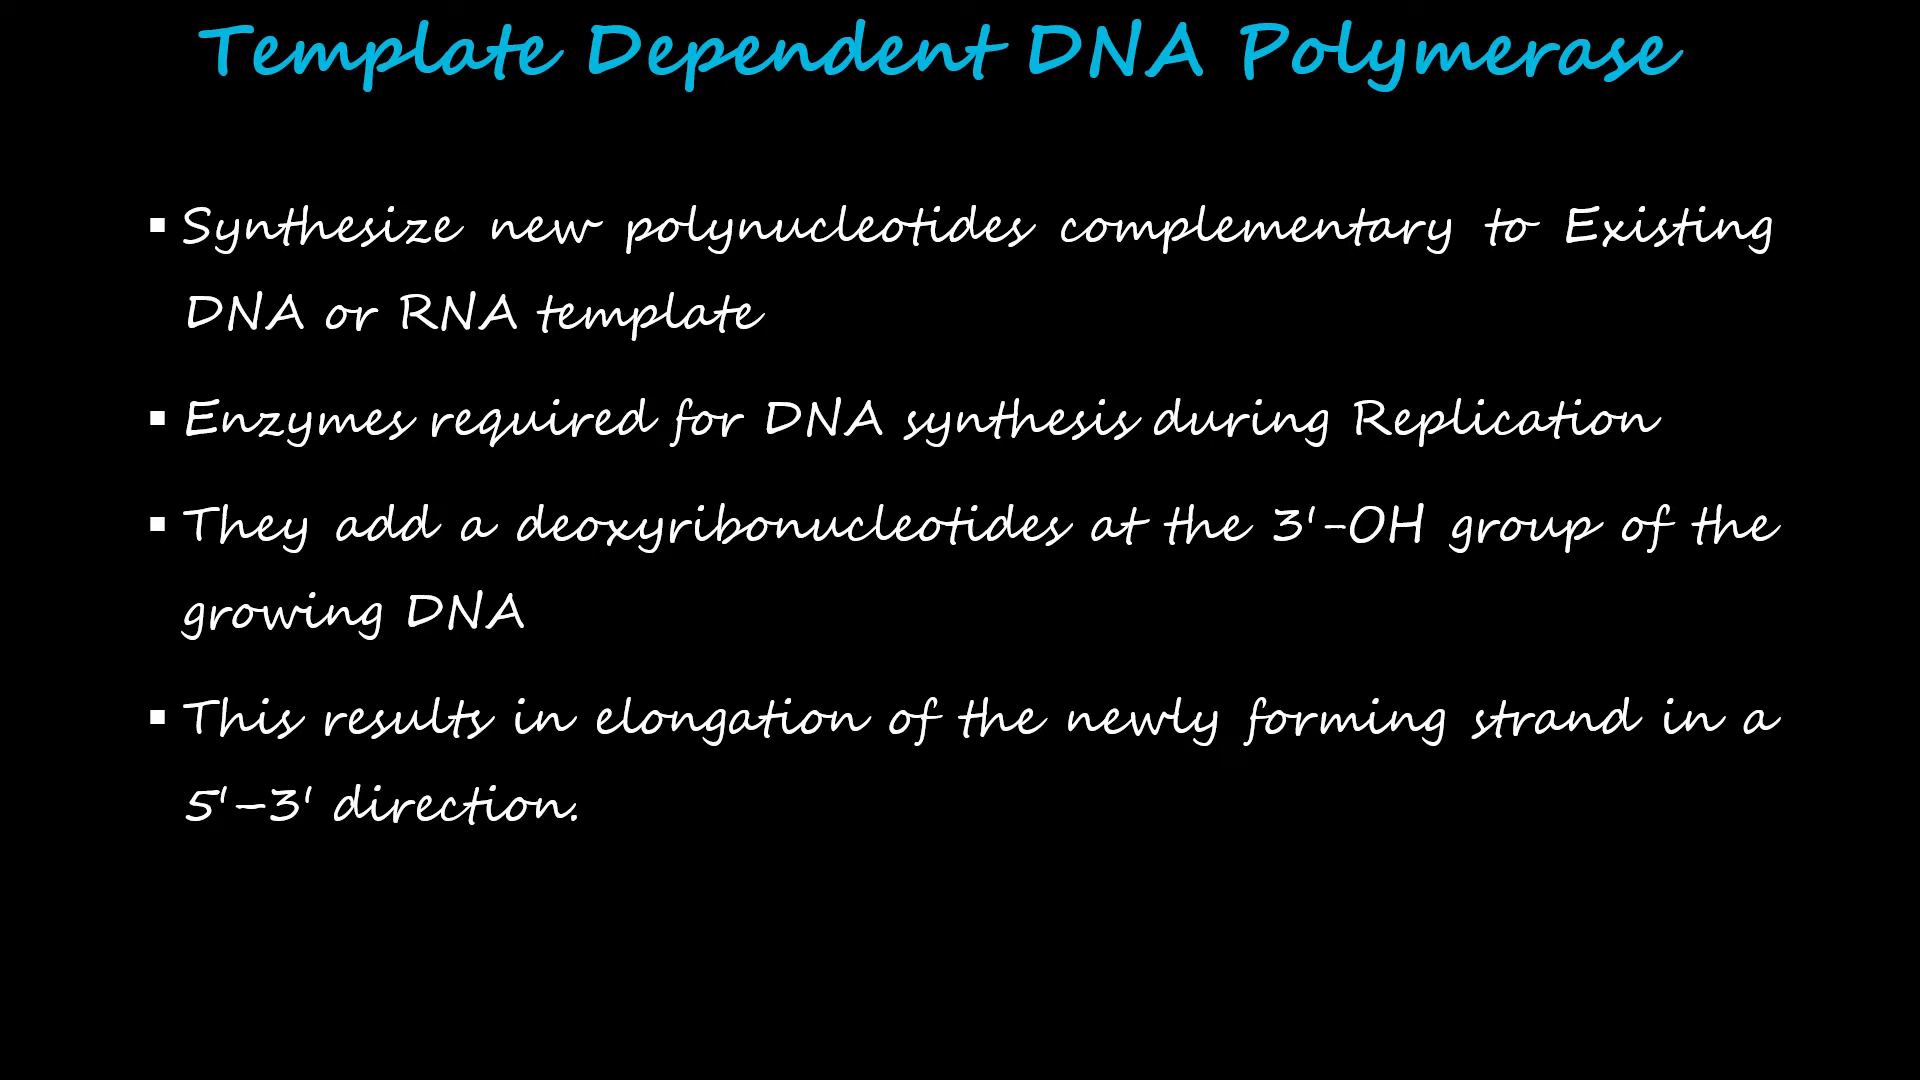 Template Dependent DNA Polymerase
▪ Synthesize new polynucleotides complementary to Existing
DNA or RNA template
▪ Enzymes required for DNA synthesis during Replication
▪ They add a deoxyribonucleotides at the 3'-OH group of the
growing DNA
▪ This results in elongation of the newly forming strand in a
5'–3' direction.